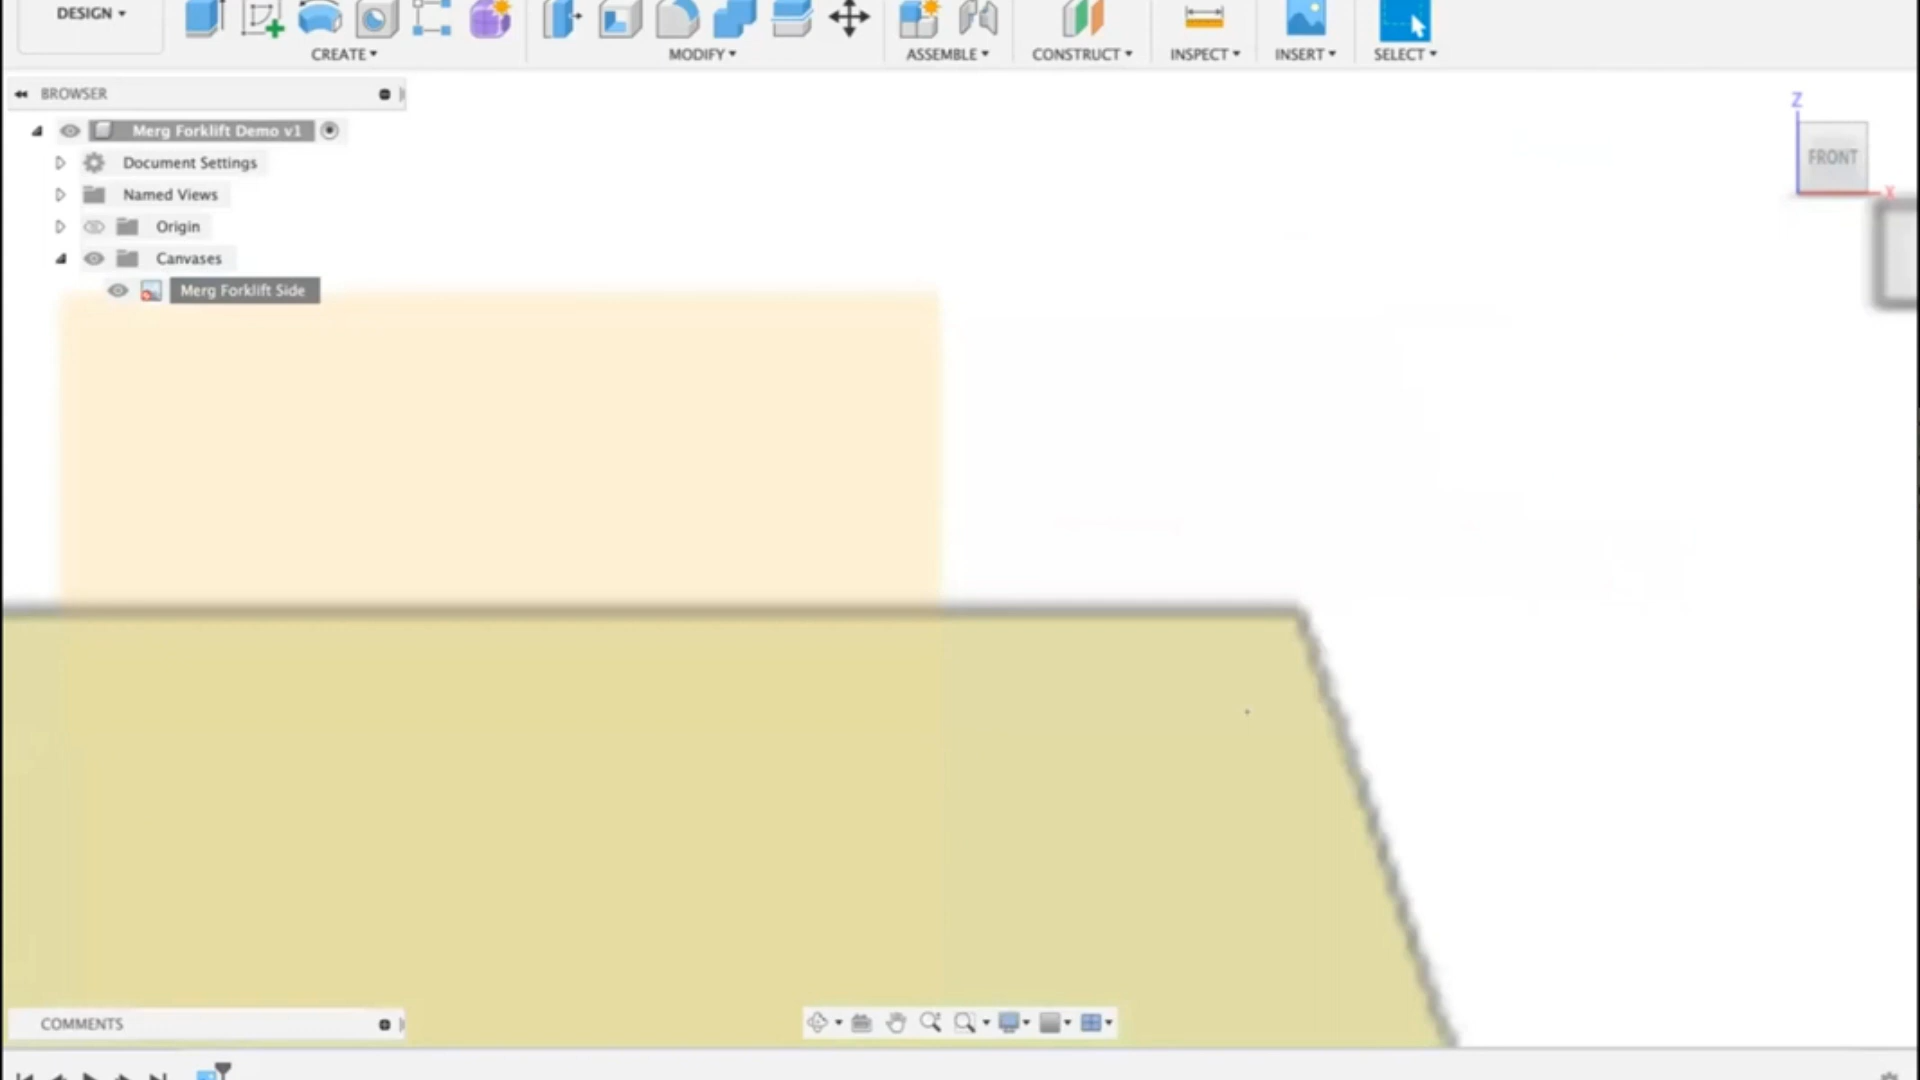 DESIGN
CREATE
MODIFY
ASSEMBLE
CONSTRUCT
INSPECT
INSERT
SELECT
BROWSER
Merg Forklift Demo v1
Document Settings
Named Views
Origin
Canvases
Merg Forklift Side
Z
FRONT
X
COMMENTS